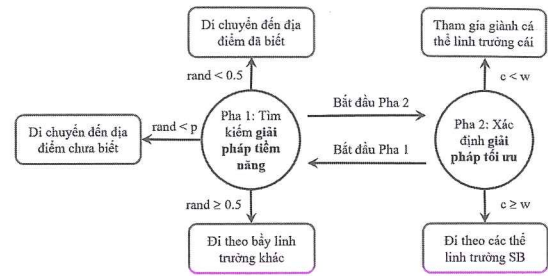 Di chuyển đến địa
điểm đã biết
Tham gia giành cá
thể linh trưởng cái
rand < 0.5
c < w
Di chuyển đến địa
điểm chưa biết
rand < p
Pha 1: Tìm
kiếm giải
pháp tiềm
năng
Bắt đầu Pha 2
Bắt đầu Pha 1
Pha 2: Xác
định giải
pháp tối ưu
rand ≥ 0.5
c ≥ w
Đi theo bầy linh
trưởng khác
Đi theo các thể
linh trưởng SB